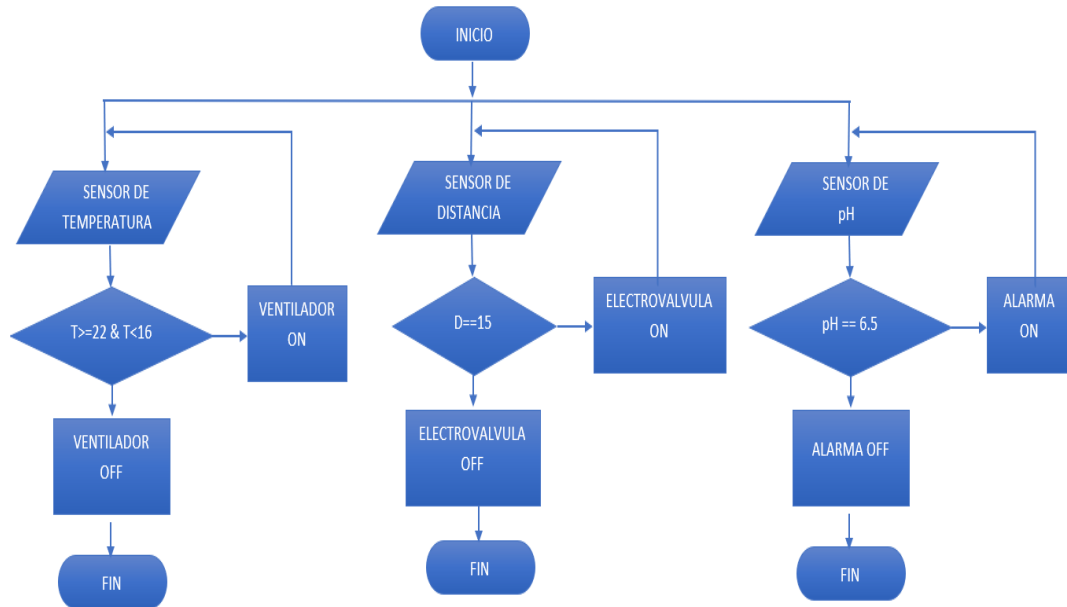 INICIO
SENSOR DE
TEMPERATURA
SENSOR DE
DISTANCIA
SENSOR DE
pH
T>=22 & T<16
VENTILADOR
ON
D==15
ELECTROVALVULA
ON
pH == 6.5
ALARMA
ON
VENTILADOR
OFF
ELECTROVALVULA
OFF
ALARMA OFF
FIN
FIN
FIN